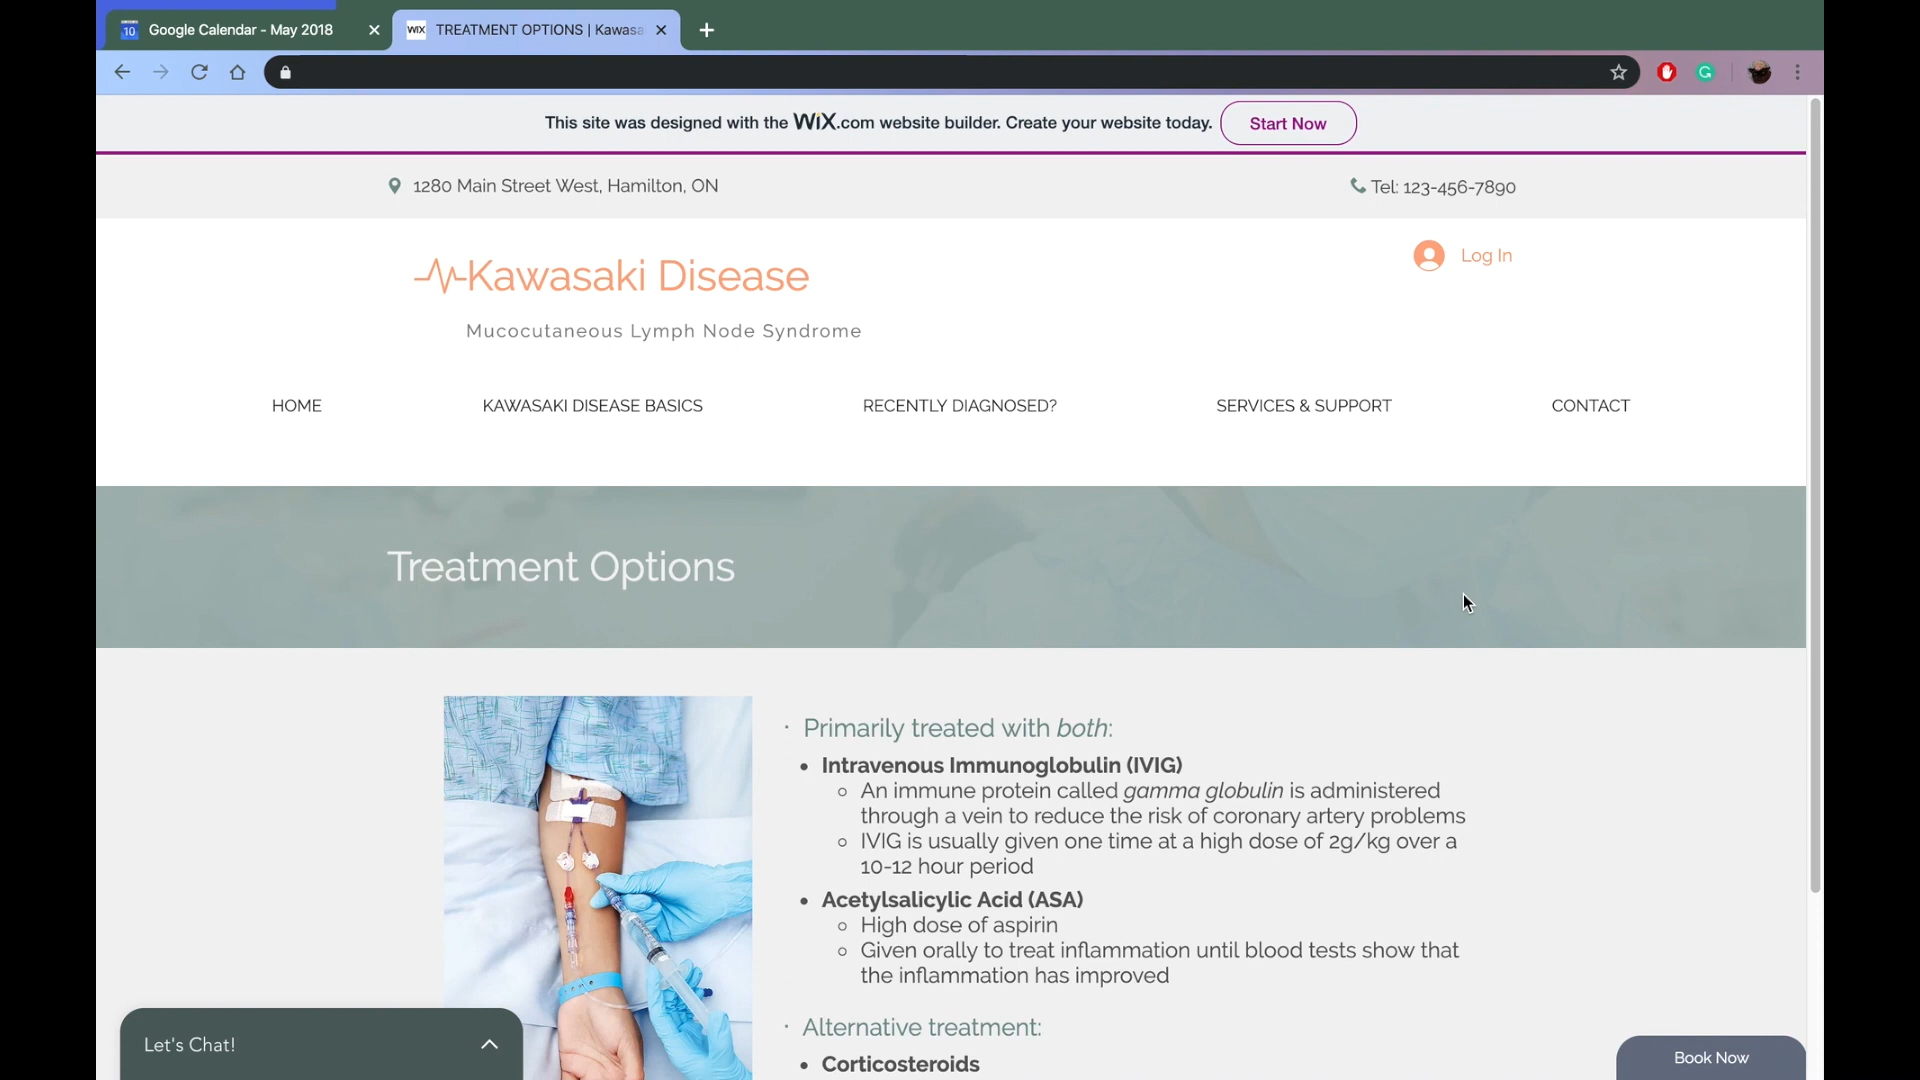 10 Google Calendar - May 2018
WiX TREATMENT OPTIONS | Kawasa
This site was designed with the WiX.com website builder. Create your website today. Start Now
1280 Main Street West, Hamilton, ON
Tel: 123-456-7890
Kawasaki Disease
Log In
Mucocutaneous Lymph Node Syndrome
HOME KAWASAKI DISEASE BASICS RECENTLY DIAGNOSED? SERVICES & SUPPORT CONTACT
Treatment Options
· Primarily treated with both:
• Intravenous Immunoglobulin (IVIG)
○ An immune protein called gamma globulin is administered
through a vein to reduce the risk of coronary artery problems
○ IVIG is usually given one time at a high dose of 2g/kg over a
10-12 hour period
• Acetylsalicylic Acid (ASA)
○ High dose of aspirin
○ Given orally to treat inflammation until blood tests show that
the inflammation has improved
· Alternative treatment:
• Corticosteroids
Let's Chat!
Book Now